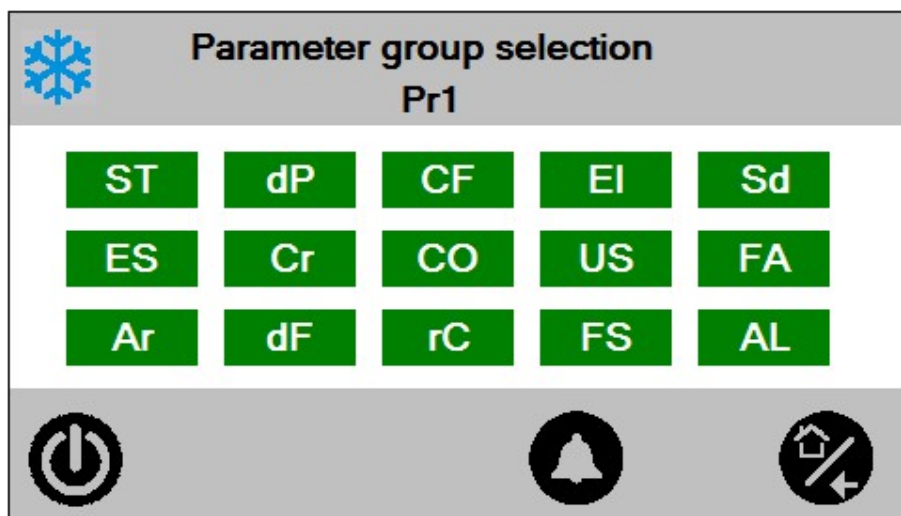 Parameter group selection
Pr1
ST dP CF EI Sd
ES Cr CO US FA
Ar dF rC FS AL